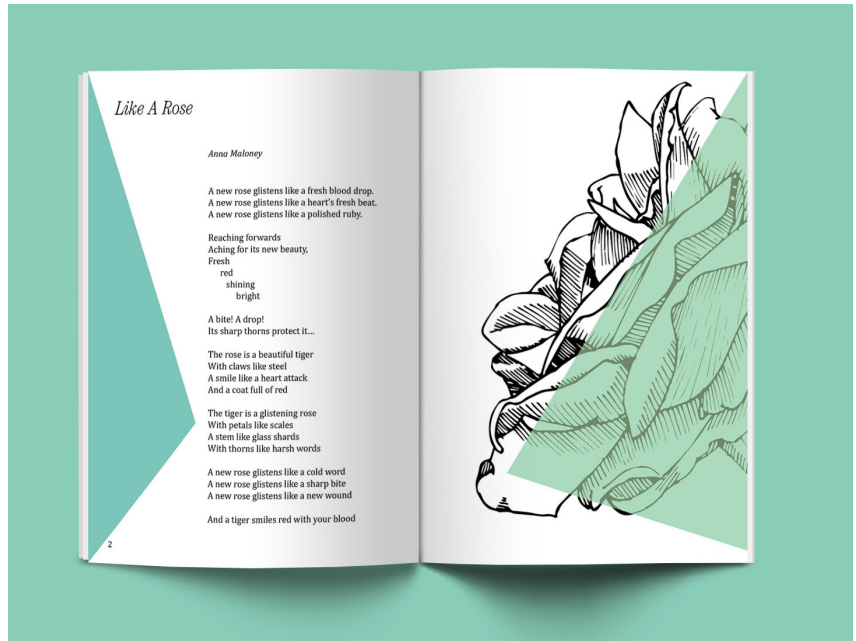 Like A Rose
Anna Maloney
A new rose glistens like a fresh blood drop.
A new rose glistens like a heart's fresh beat.
A new rose glistens like a polished ruby.
Reaching forwards
Aching for its new beauty,
Fresh
red
shining
bright
A bite! A drop!
Its sharp thorns protect it...
The rose is a beautiful tiger
With claws like steel
A smile like a heart attack
And a coat full of red
The tiger is a glistening rose
With petals like scales
A stem like glass shards
With thorns like harsh words
A new rose glistens like a cold word
A new rose glistens like a sharp bite
A new rose glistens like a new wound
And a tiger smiles red with your blood
2